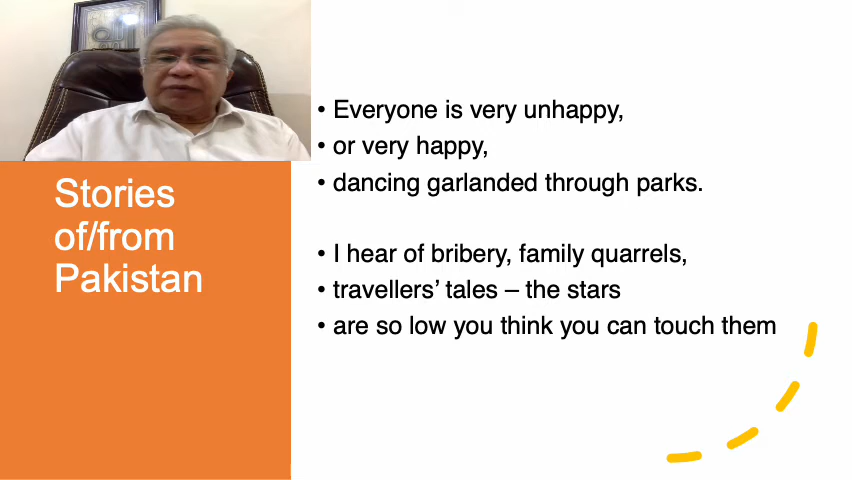 Stories
of/from
Pakistan
• Everyone is very unhappy,
• or very happy,
• dancing garlanded through parks.
• I hear of bribery, family quarrels,
• travellers’ tales – the stars
• are so low you think you can touch them